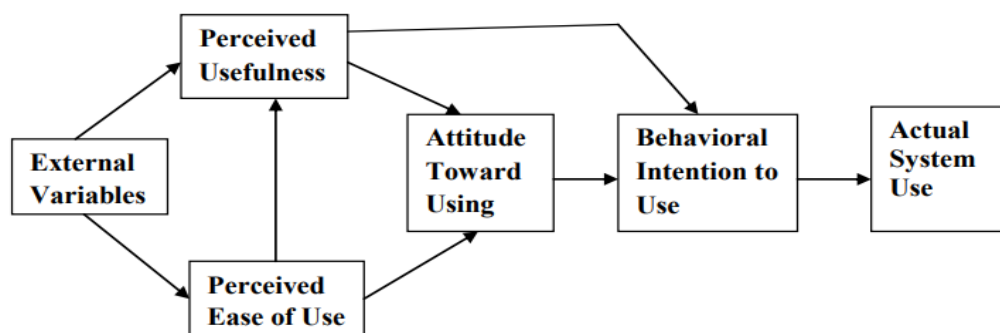 Perceived
Usefulness
External
Variables
Perceived
Ease of Use
Attitude
Toward
Using
Behavioral
Intention to
Use
Actual
System
Use